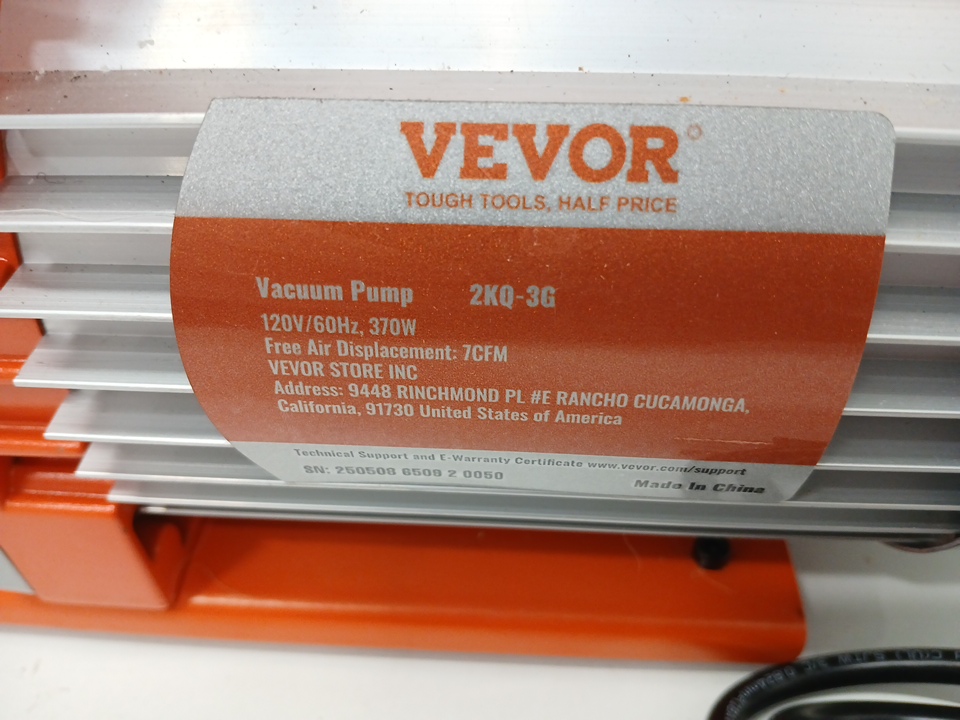 VEVOR®
TOUGH TOOLS, HALF PRICE
Vacuum Pump 2KQ-3G
120V/60Hz, 370W
Free Air Displacement: 7CFM
VEVOR STORE INC
Address: 9448 RINCHMOND PL #E RANCHO CUCAMONGA,
California, 91730 United States of America
Technical Support and E-Warranty Certificate www.vevor.com/support
SN: 250508 6509 2 0050
Made In China